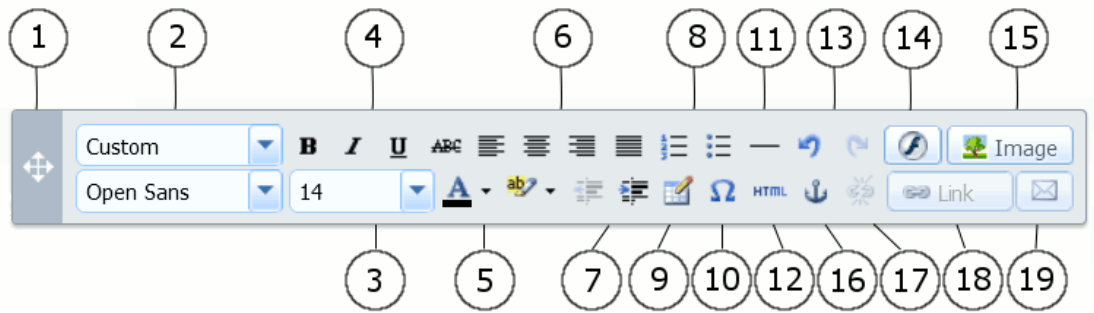 1 2 4 6 8 11 13 14 15
Custom B I U ABC Image
Open Sans 14 A ab Ω HTML Link
3 5 7 9 10 12 16 17 18 19